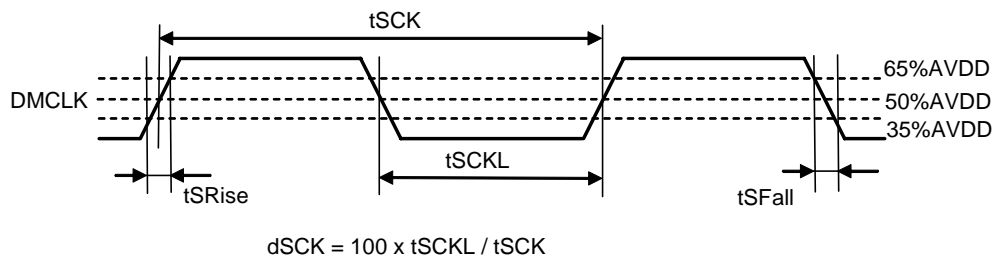 tSCK
65%AVDD
DMCLK
50%AVDD
35%AVDD
tSCKL
tSRise
tSFall
dSCK = 100 x tSCKL / tSCK